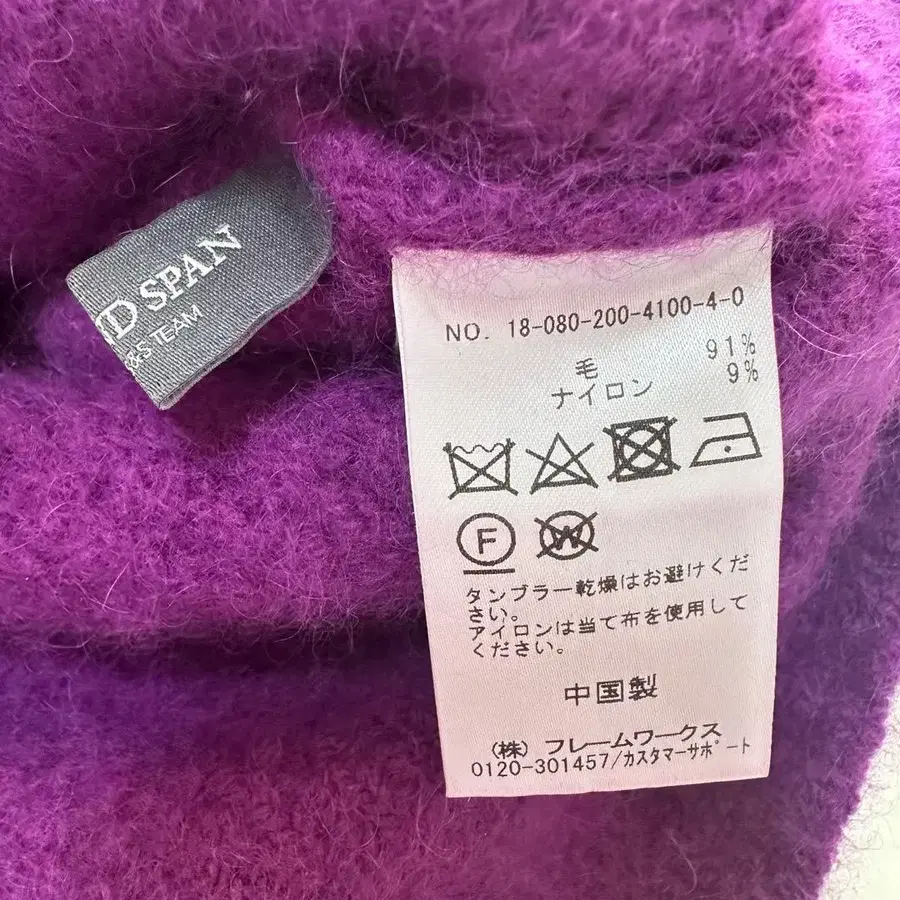 D SPAN
&S TEAM
NO. 18-080-200-4100-4-0
毛 91%
ナイロン 9%
F
W
タンブラー乾燥はお避けくだ
さい。
アイロンは当て布を使用して
ください。
中国製
(株) フレームワークス
0120-301457/カスタマーサポート